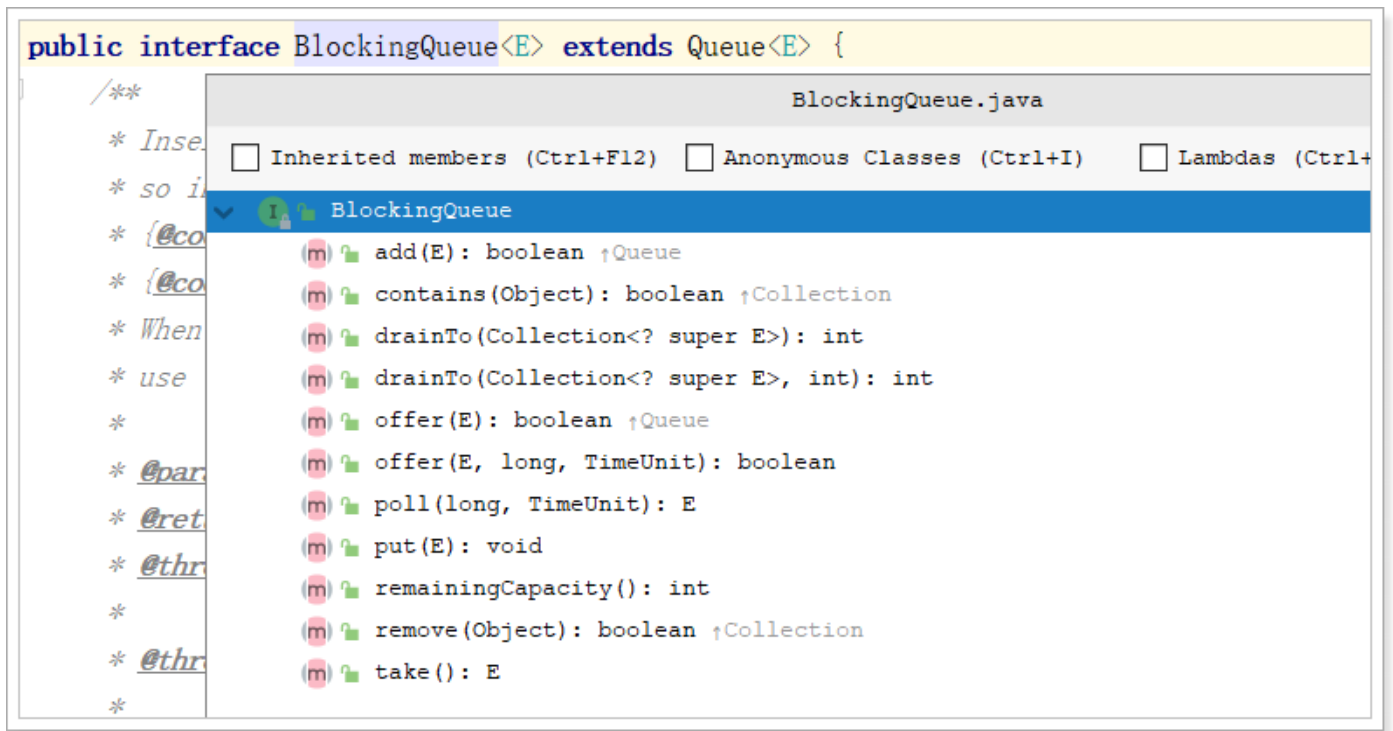 public interface BlockingQueue<E> extends Queue<E> {
/**
BlockingQueue.java
* Inse
Inherited members (Ctrl+F12) Anonymous Classes (Ctrl+I) Lambdas (Ctrl+
* so i
BlockingQueue
* {@co
add(E): boolean ↑Queue
* {@co
contains(Object): boolean ↑Collection
* When
drainTo(Collection<? super E>): int
* use
drainTo(Collection<? super E>, int): int
*
offer(E): boolean ↑Queue
* @par
offer(E, long, TimeUnit): boolean
* @ret
poll(long, TimeUnit): E
put(E): void
* @thr
remainingCapacity(): int
*
remove(Object): boolean ↑Collection
* @thr
take(): E
*